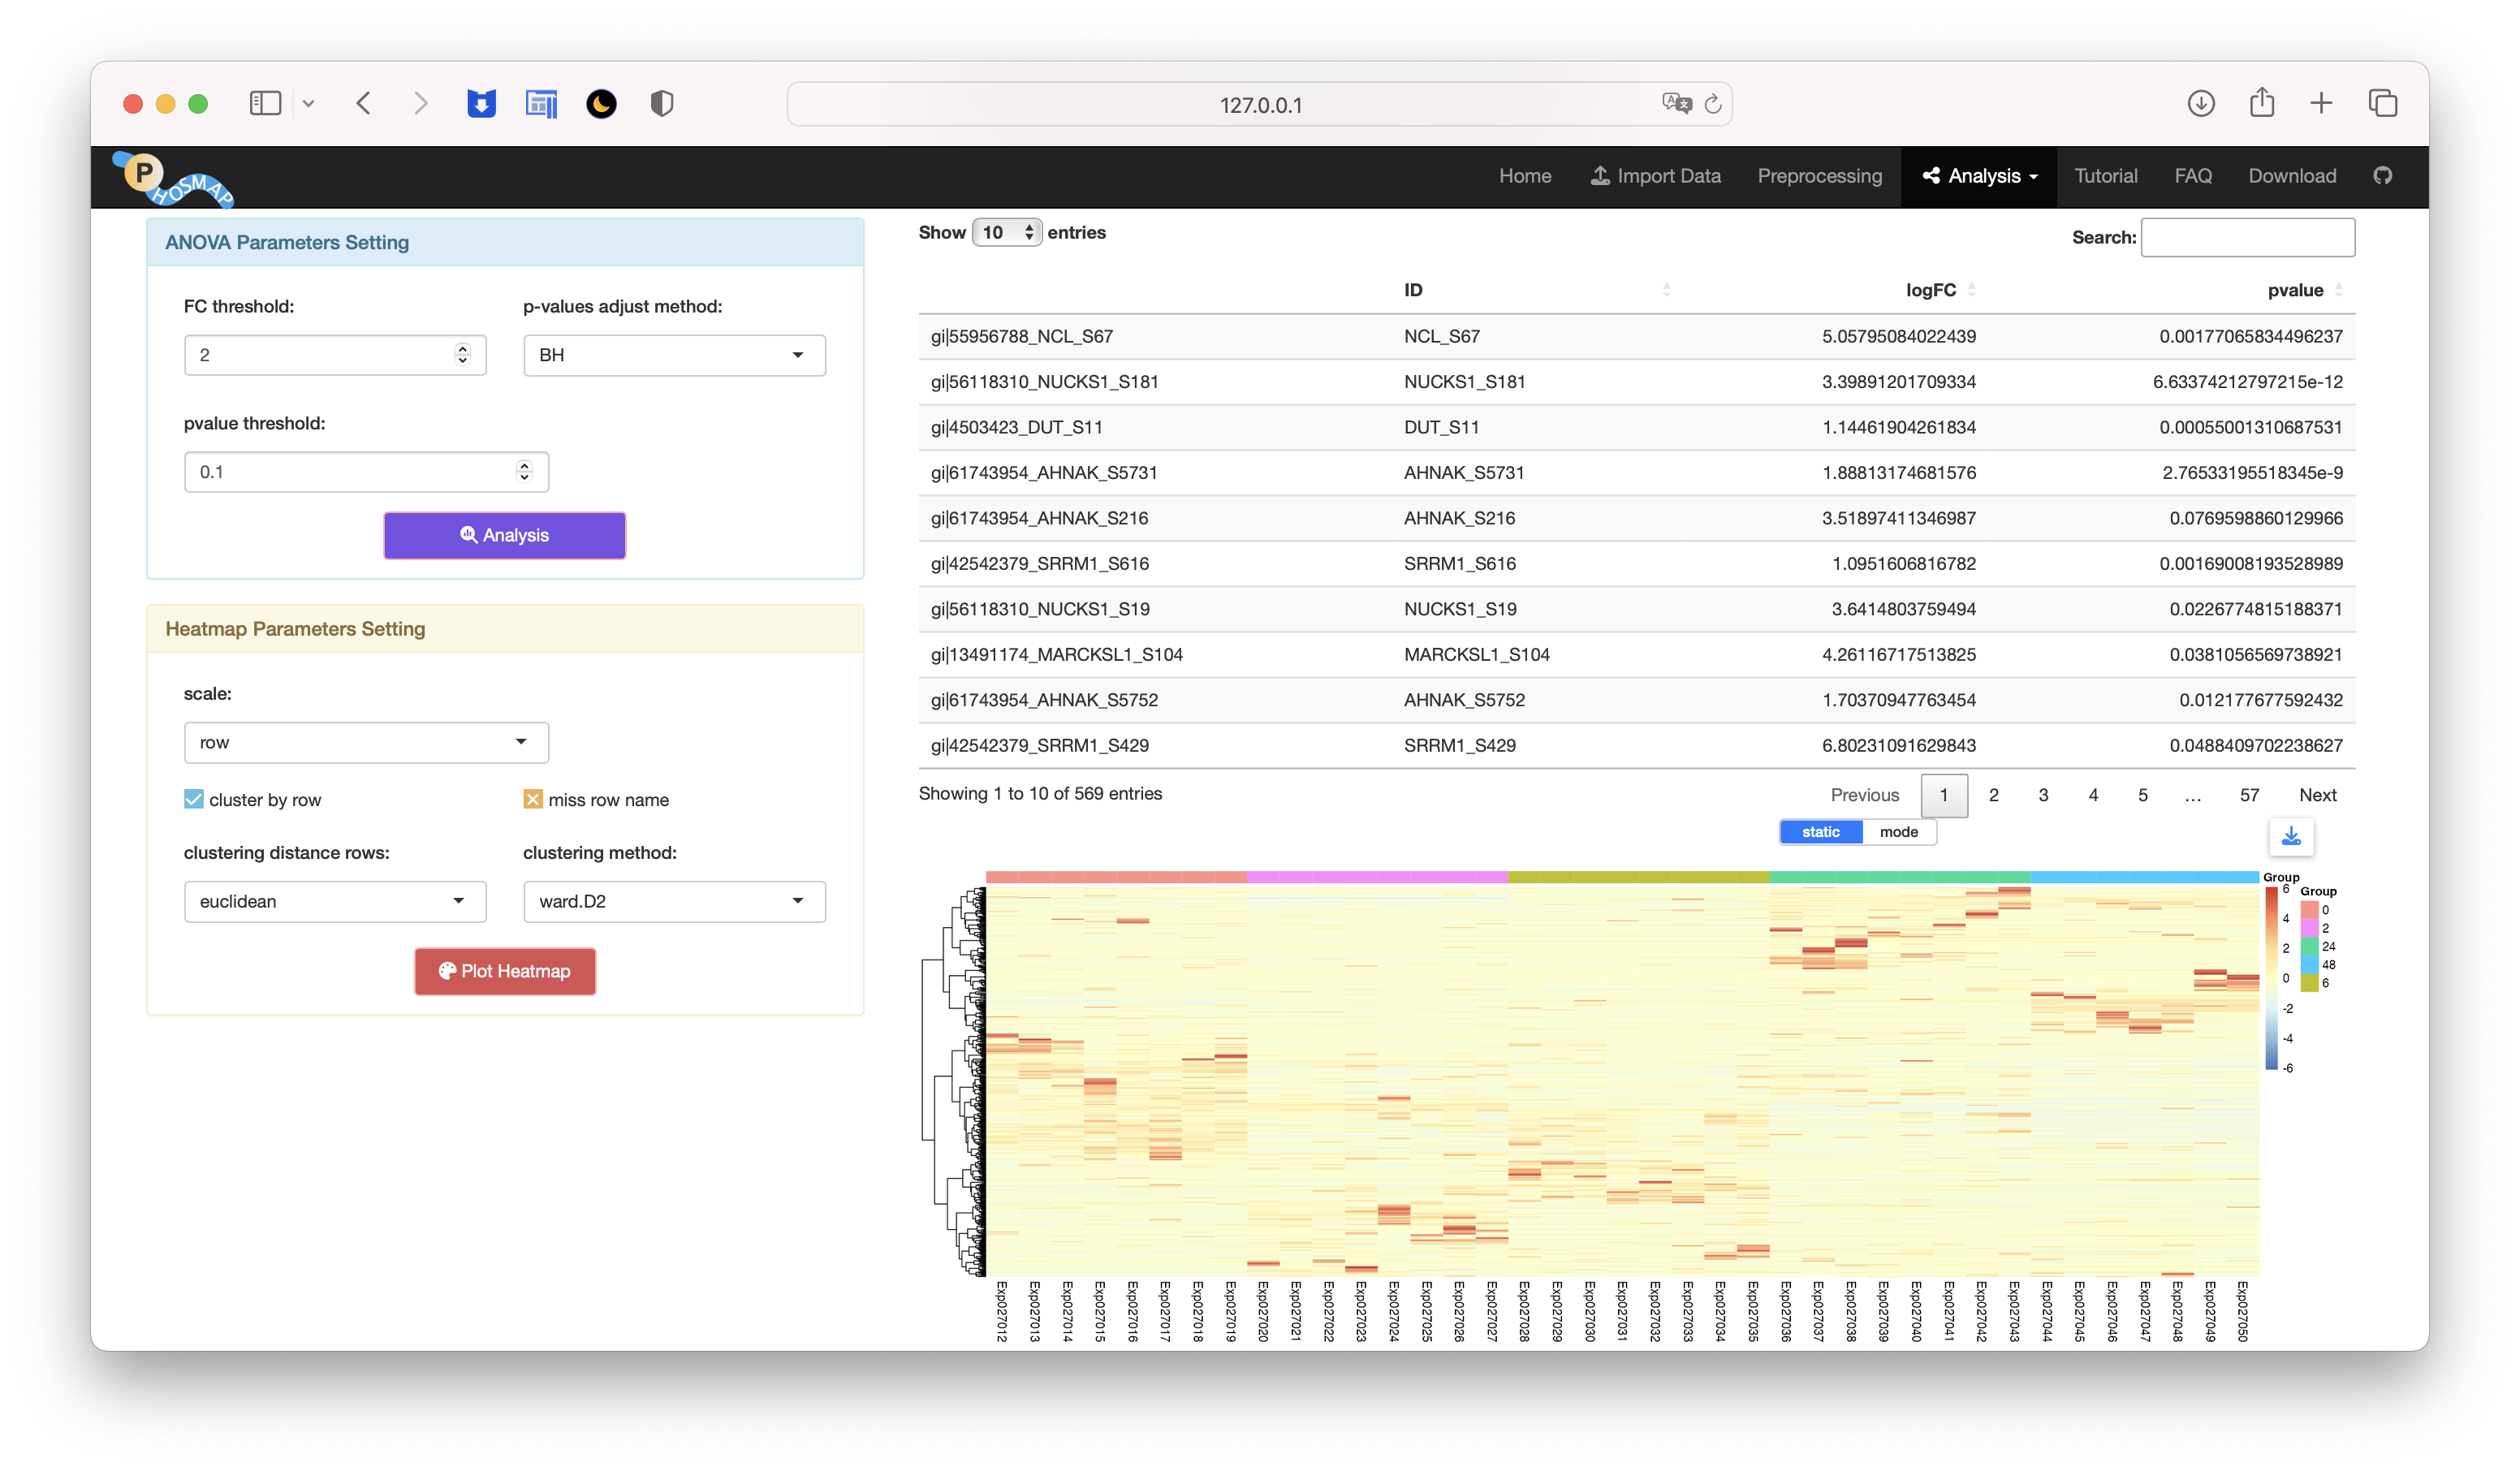 127.0.0.1
PHOSMAP
Home Import Data Preprocessing Analysis Tutorial FAQ Download
ANOVA Parameters Setting
FC threshold: p-values adjust method:
2 BH
pvalue threshold:
0.1
Analysis
Heatmap Parameters Setting
scale:
row
cluster by row miss row name
clustering distance rows: clustering method:
euclidean ward.D2
Plot Heatmap
Show 10 entries Search:
ID logFC pvalue
gi|55956788_NCL_S67 NCL_S67 5.05795084022439 0.00177065834496237
gi|56118310_NUCKS1_S181 NUCKS1_S181 3.39891201709334 6.63374212797215e-12
gi|4503423_DUT_S11 DUT_S11 1.14461904261834 0.00055001310687531
gi|61743954_AHNAK_S5731 AHNAK_S5731 1.88813174681576 2.76533195518345e-9
gi|61743954_AHNAK_S216 AHNAK_S216 3.51897411346987 0.0769598860129966
gi|42542379_SRRM1_S616 SRRM1_S616 1.0951606816782 0.00169008193528989
gi|56118310_NUCKS1_S19 NUCKS1_S19 3.6414803759494 0.0226774815188371
gi|13491174_MARCKSL1_S104 MARCKSL1_S104 4.26116717513825 0.0381056569738921
gi|61743954_AHNAK_S5752 AHNAK_S5752 1.70370947763454 0.012177677592432
gi|42542379_SRRM1_S429 SRRM1_S429 6.80231091629843 0.0488409702238627
Showing 1 to 10 of 569 entries Previous 1 2 3 4 5 … 57 Next
static mode
Group
6 Group
0
4
2
2
24
48
0
6
-2
-4
-6
Exp027012 Exp027013 Exp027014 Exp027015 Exp027016 Exp027017 Exp027018 Exp027019 Exp027020 Exp027021 Exp027022 Exp027023 Exp027024 Exp027025 Exp027026 Exp027027 Exp027028 Exp027029 Exp027030 Exp027031 Exp027032 Exp027033 Exp027034 Exp027035 Exp027036 Exp027037 Exp027038 Exp027039 Exp027040 Exp027041 Exp027042 Exp027043 Exp027044 Exp027045 Exp027046 Exp027047 Exp027048 Exp027049 Exp027050